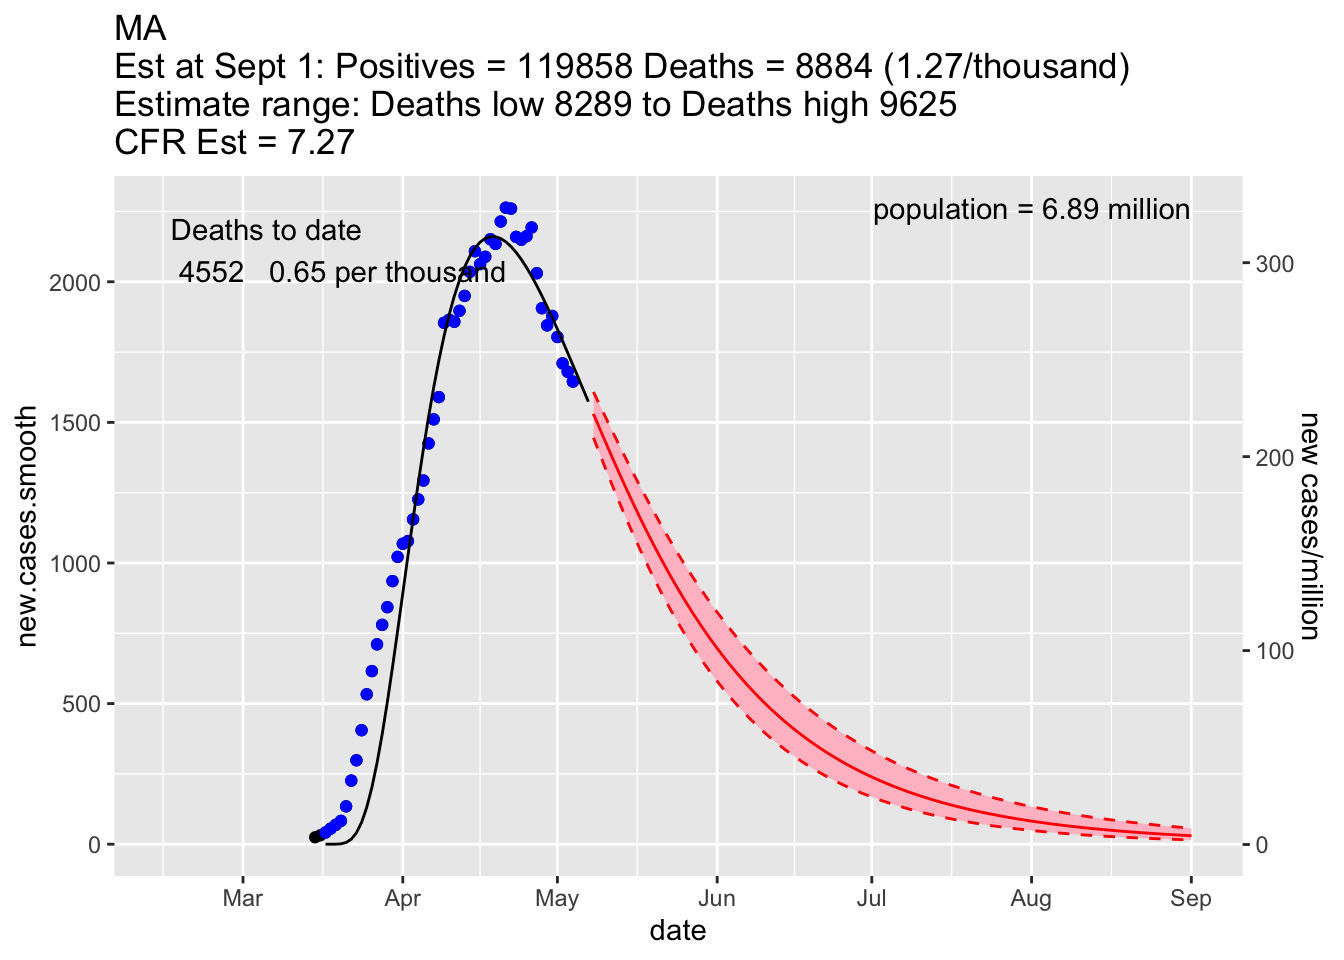 MA
Est at Sept 1: Positives = 119858 Deaths = 8884 (1.27/thousand)
Estimate range: Deaths low 8289 to Deaths high 9625
CFR Est = 7.27
population = 6.89 million
Deaths to date
4552 0.65 per thousand
2000
1500
1000
500
0
new.cases.smooth
300
200
100
0
new cases/million
Mar Apr May Jun Jul Aug Sep
date